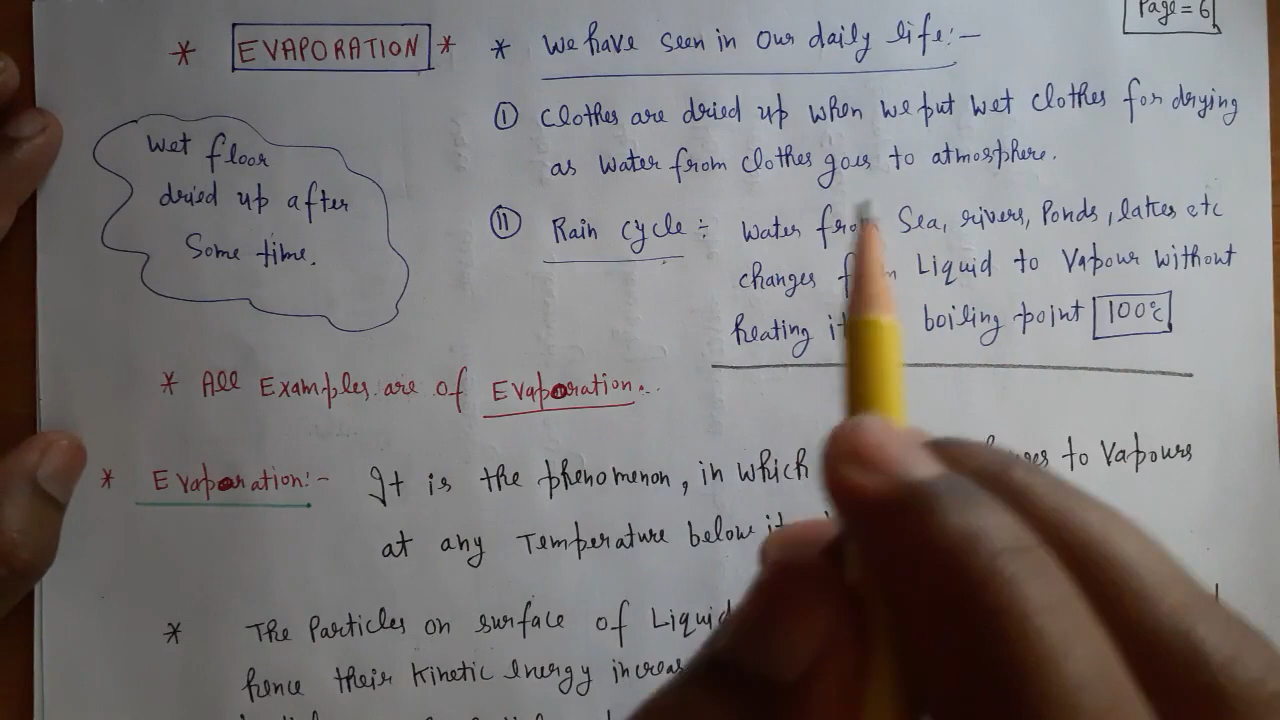 Page = 6
* EVAPORATION *
* We have seen in our daily life:-
Wet floor
dried up after
Some time.
(I) Clothes are dried up when we put wet clothes for drying
as water from clothes goes to atmosphere.
(II) Rain cycle ÷ Water from Sea, rivers, Ponds, lakes etc
changes Liquid to Vapour without
heating boiling point 100°C
* All Examples are of Evaporation..
* Evaporation:- It is the phenomenon, in which to Vapours
at any Temperature below
* The Particles on surface of Liquid
hence their Kinetic energy